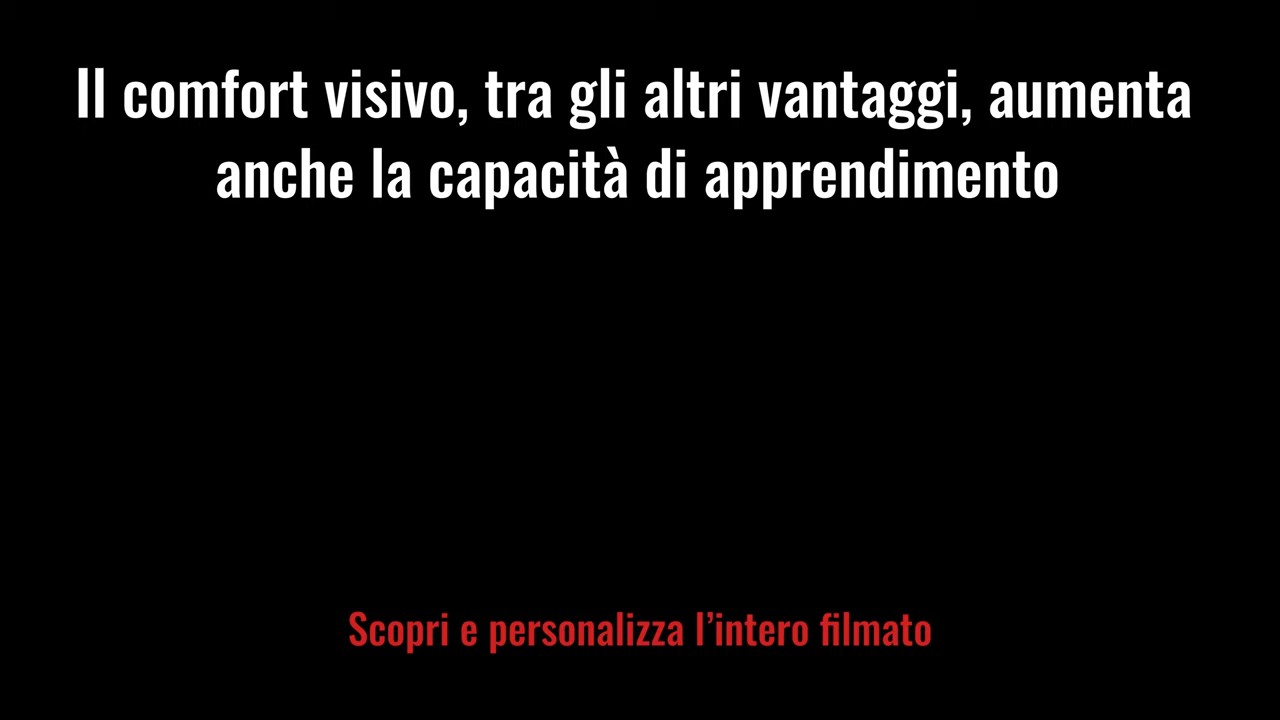 Il comfort visivo, tra gli altri vantaggi, aumenta
anche la capacità di apprendimento
Scopri e personalizza l’intero filmato